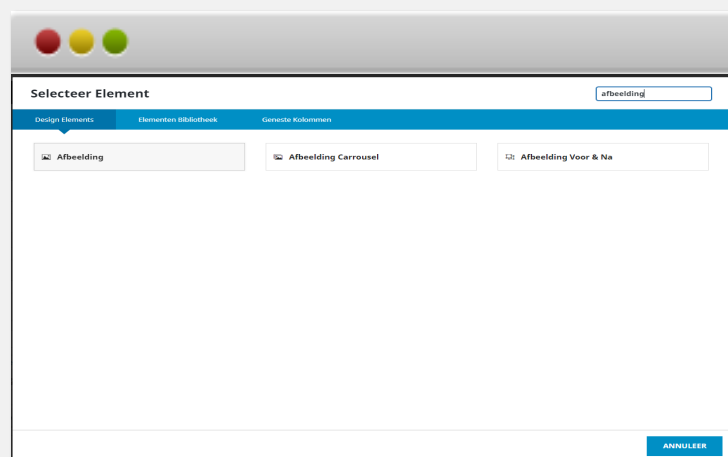 Selecteer Element
afbeelding
Design Elements
Elementen Bibliotheek
Geneste Kolommen
Afbeelding
Afbeelding Carrousel
Afbeelding Voor & Na
ANNULEER